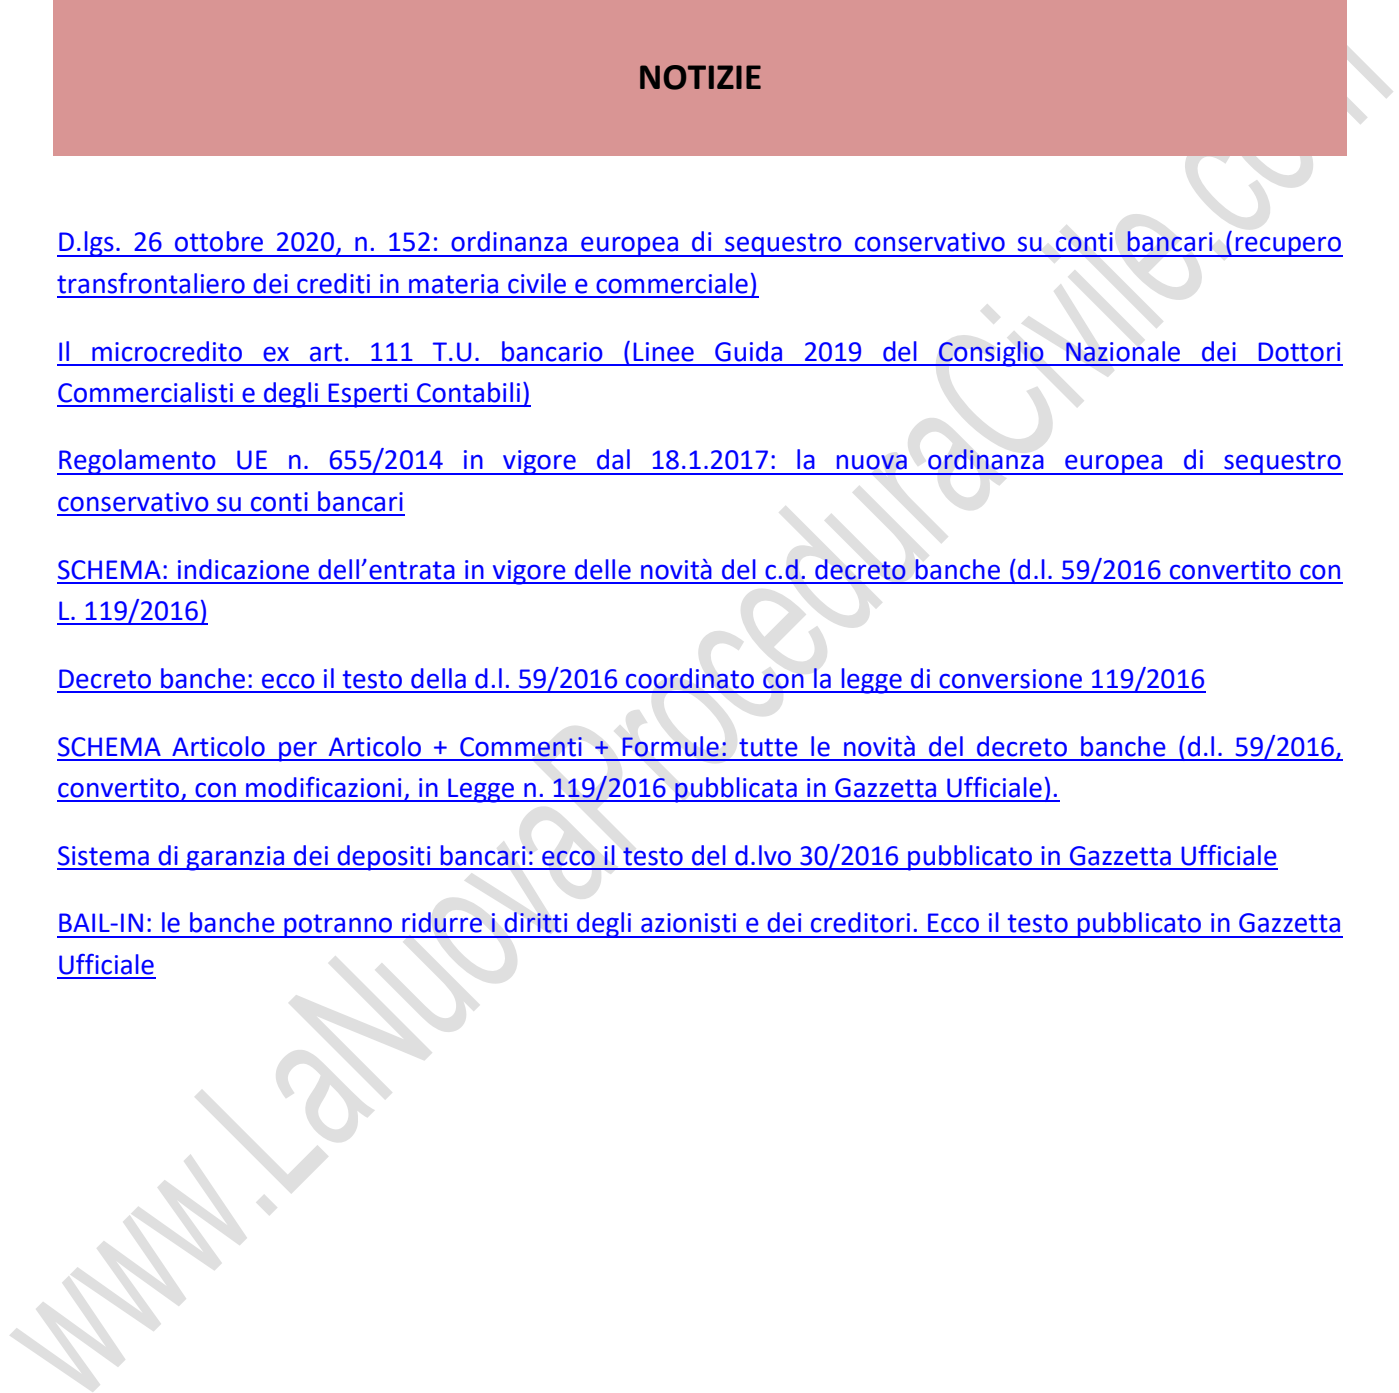 NOTIZIE
D.lgs. 26 ottobre 2020, n. 152: ordinanza europea di sequestro conservativo su conti bancari (recupero
transfrontaliero dei crediti in materia civile e commerciale)
Il microcredito ex art. 111 T.U. bancario (Linee Guida 2019 del Consiglio Nazionale dei Dottori
Commercialisti e degli Esperti Contabili)
Regolamento UE n. 655/2014 in vigore dal 18.1.2017: la nuova ordinanza europea di sequestro
conservativo su conti bancari
SCHEMA: indicazione dell’entrata in vigore delle novità del c.d. decreto banche (d.l. 59/2016 convertito con
L. 119/2016)
Decreto banche: ecco il testo della d.l. 59/2016 coordinato con la legge di conversione 119/2016
SCHEMA Articolo per Articolo + Commenti + Formule: tutte le novità del decreto banche (d.l. 59/2016,
convertito, con modificazioni, in Legge n. 119/2016 pubblicata in Gazzetta Ufficiale).
Sistema di garanzia dei depositi bancari: ecco il testo del d.lvo 30/2016 pubblicato in Gazzetta Ufficiale
BAIL-IN: le banche potranno ridurre i diritti degli azionisti e dei creditori. Ecco il testo pubblicato in Gazzetta
Ufficiale
www.LaNuovaProceduraCivile.com